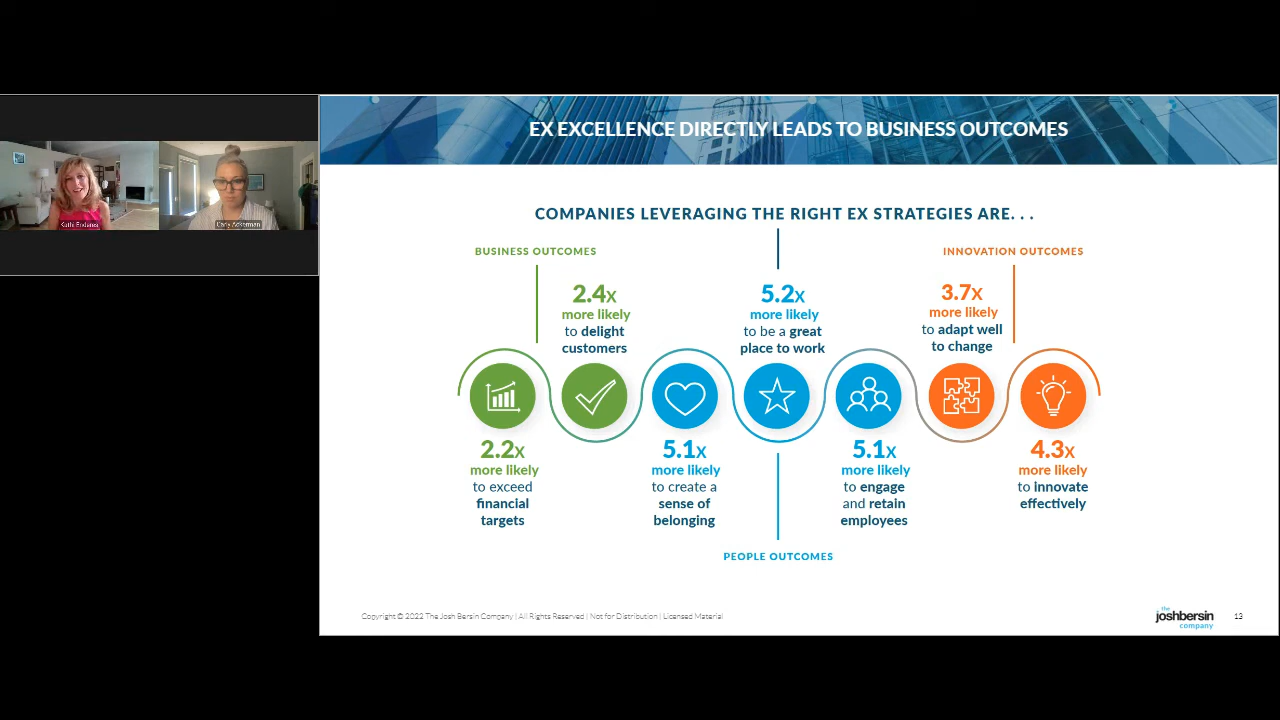 Kathi Enderes
Carly Ackerman
EX EXCELLENCE DIRECTLY LEADS TO BUSINESS OUTCOMES
COMPANIES LEVERAGING THE RIGHT EX STRATEGIES ARE. . .
BUSINESS OUTCOMES
INNOVATION OUTCOMES
2.4X
more likely
to delight
customers
5.2X
more likely
to be a great
place to work
3.7X
more likely
to adapt well
to change
2.2X
more likely
to exceed
financial
targets
5.1X
more likely
to create a
sense of
belonging
5.1X
more likely
to engage
and retain
employees
4.3X
more likely
to innovate
effectively
PEOPLE OUTCOMES
Copyright © 2022 The Josh Bersin Company | All Rights Reserved | Not for Distribution | Licensed Material
the
joshbersin
company
13